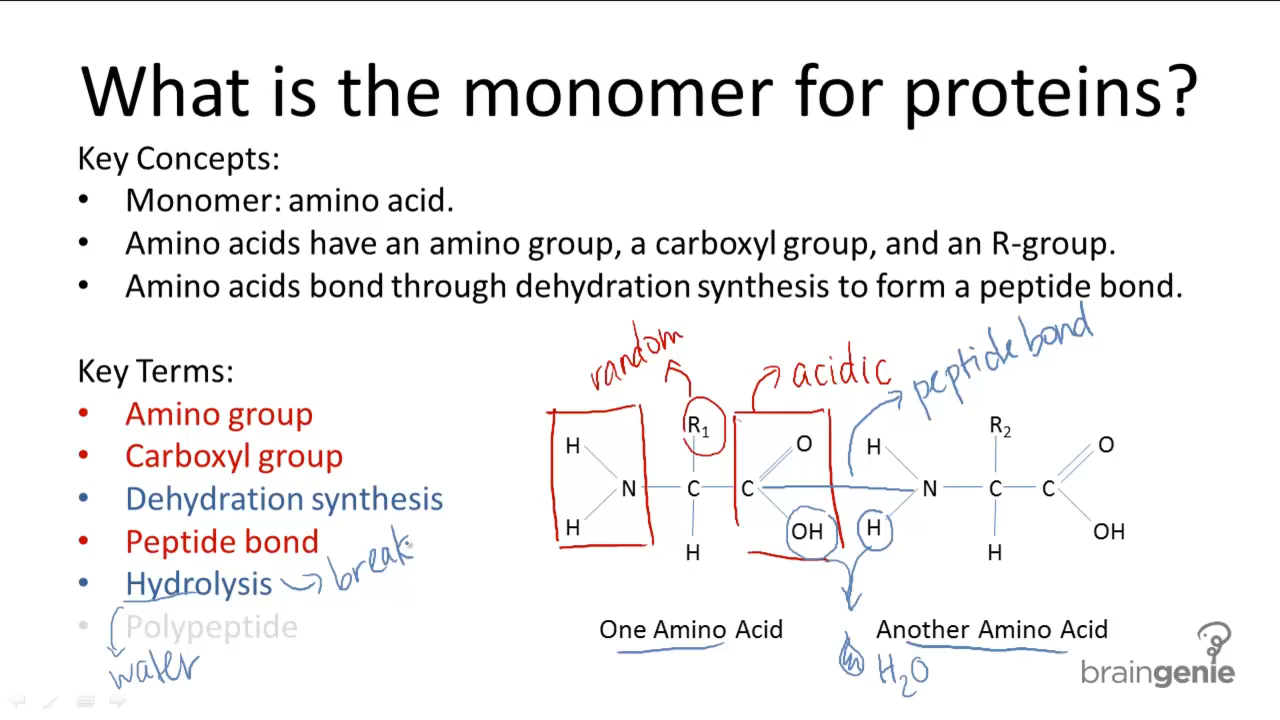 What is the monomer for proteins?
Key Concepts:
• Monomer: amino acid.
• Amino acids have an amino group, a carboxyl group, and an R-group.
• Amino acids bond through dehydration synthesis to form a peptide bond.
Key Terms:
• Amino group
• Carboxyl group
• Dehydration synthesis
• Peptide bond
• Hydrolysis → break
• Polypeptide
water
random
acidic
peptide bond
H R₁ O H R₂ O
N C C N C C
H H OH H H OH
One Amino Acid
Another Amino Acid
H₂O
braingenie